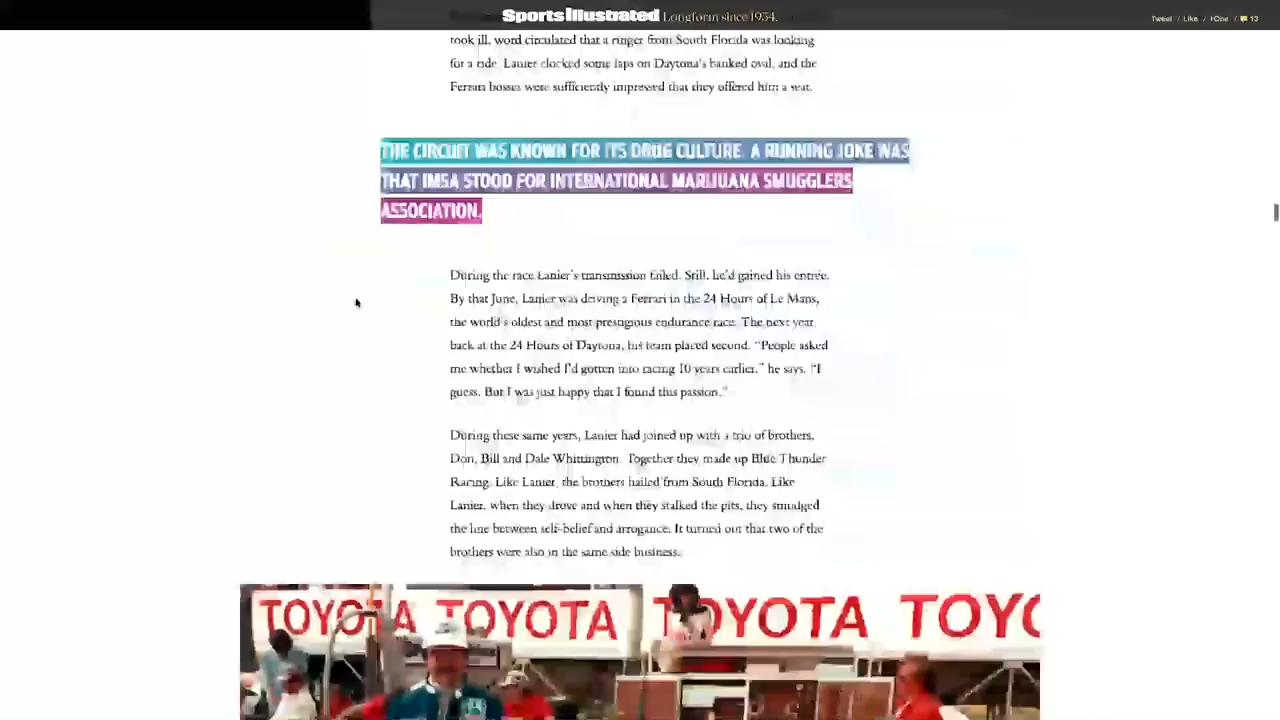 Sports Illustrated Longform since 1954.
Tweet / Like / +One / 13
took ill, word circulated that a ringer from South Florida was looking
for a ride. Lanier clocked some laps on Daytona's banked oval, and the
Ferrari bosses were sufficiently impressed that they offered him a seat.
THE CIRCUIT WAS KNOWN FOR ITS DRUG CULTURE. A RUNNING JOKE WAS
THAT IMSA STOOD FOR INTERNATIONAL MARIJUANA SMUGGLERS
ASSOCIATION.
During the race Lanier's transmission failed. Still, he'd gained his entrée.
By that June, Lanier was driving a Ferrari in the 24 Hours of Le Mans,
the world's oldest and most prestigious endurance race. The next year,
back at the 24 Hours of Daytona, his team placed second. "People asked
me whether I wished I'd gotten into racing 10 years earlier," he says. "I
guess. But I was just happy that I found this passion."
During these same years, Lanier had joined up with a trio of brothers,
Don, Bill and Dale Whittington. Together they made up Blue Thunder
Racing. Like Lanier, the brothers hailed from South Florida. Like
Lanier, when they drove and when they stalked the pits, they smudged
the line between self-belief and arrogance. It turned out that two of the
brothers were also in the same side business.
TOYOTA TOYOTA TOYOTA TOYO